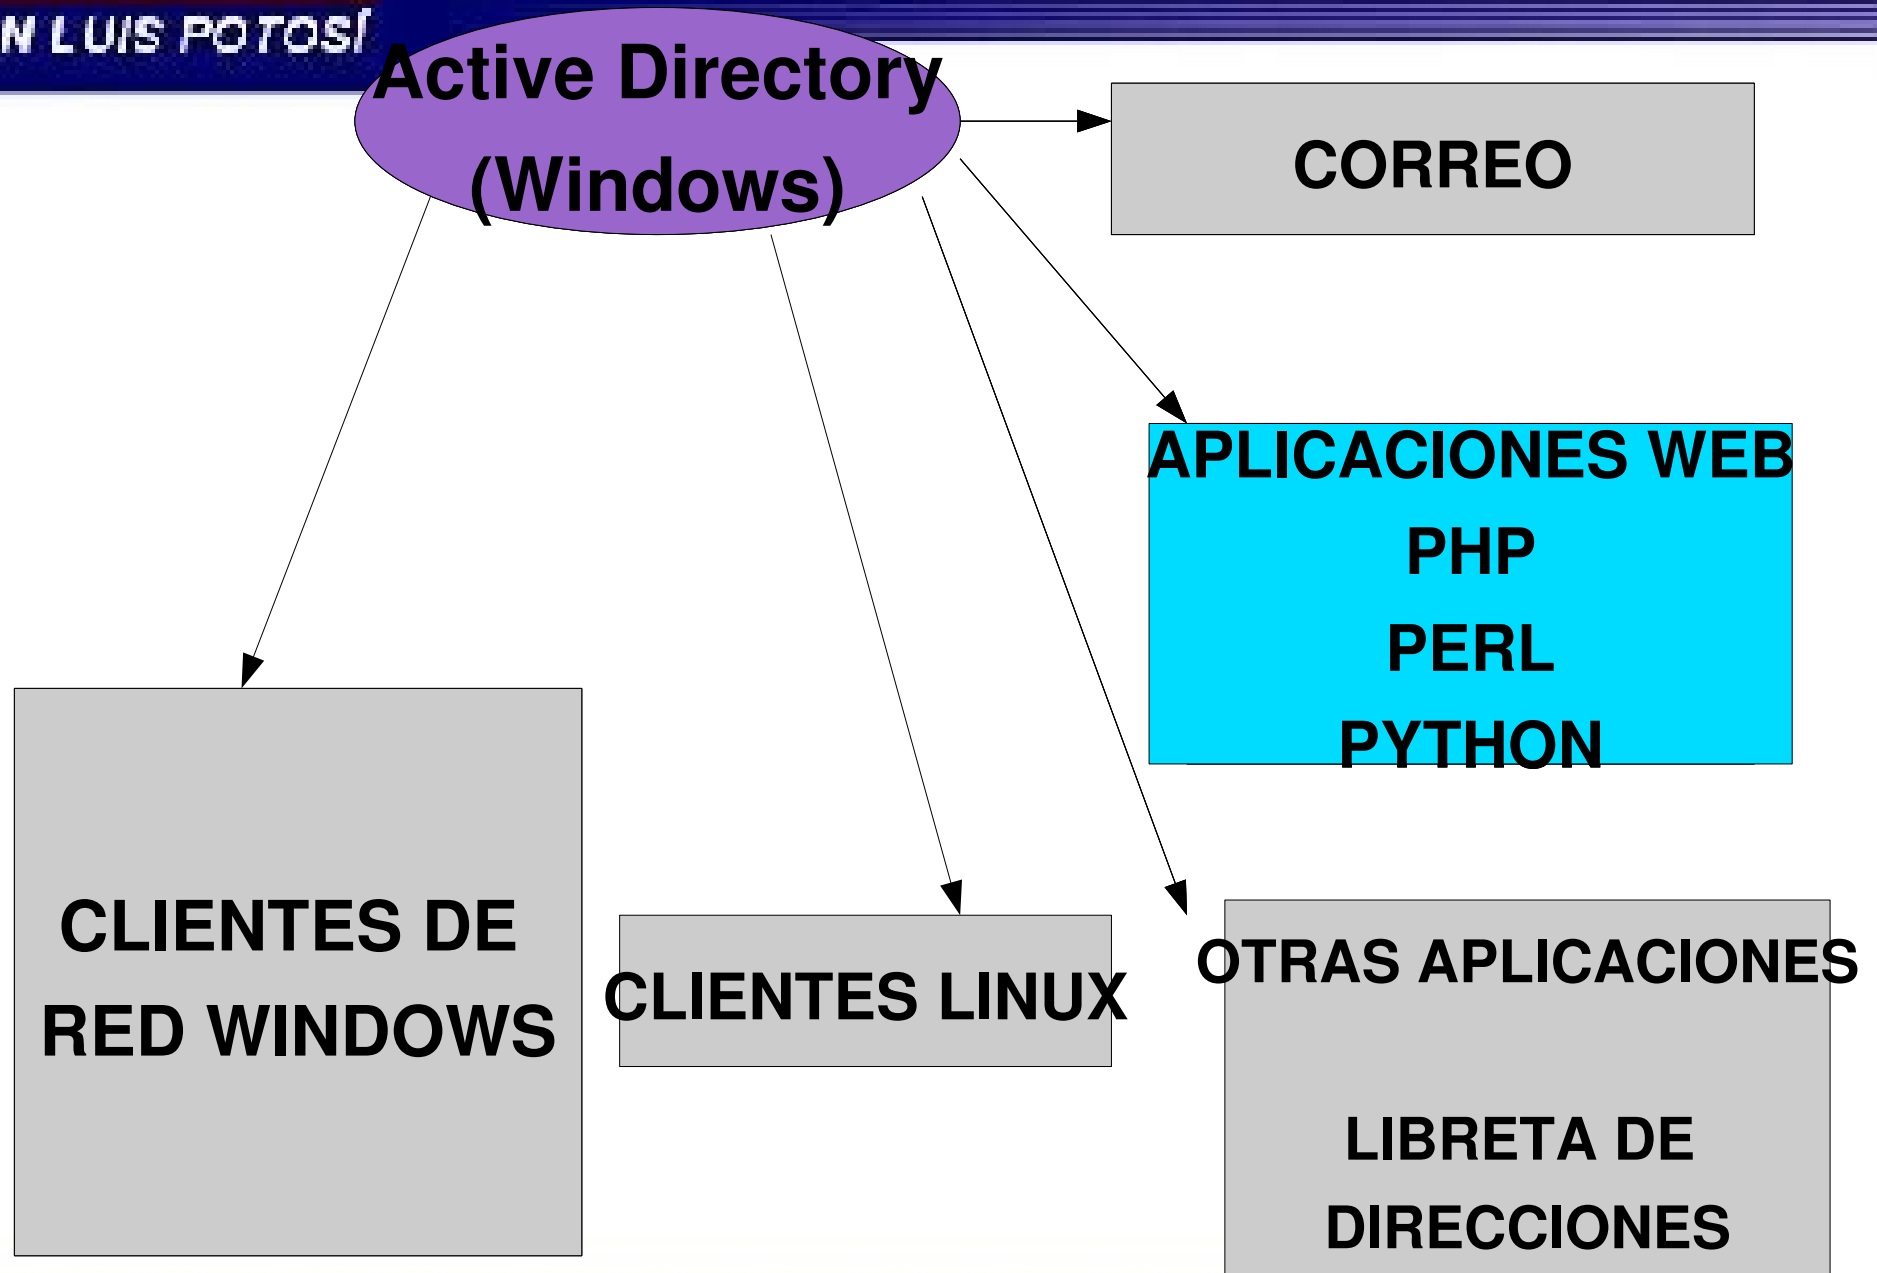 N LUIS POTOSÍ
Active Directory
(Windows)
CORREO
APLICACIONES WEB
PHP
PERL
PYTHON
CLIENTES DE
RED WINDOWS
CLIENTES LINUX
OTRAS APLICACIONES
LIBRETA DE
DIRECCIONES